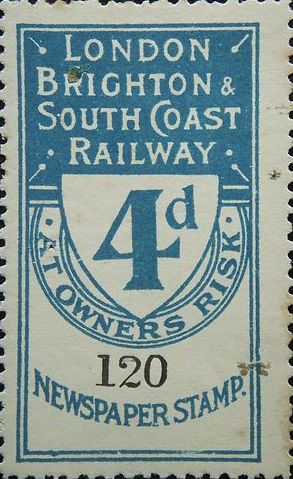 LONDON
BRIGHTON &
SOUTH COAST
RAILWAY
4d
AT OWNERS RISK
120
NEWSPAPER STAMP.